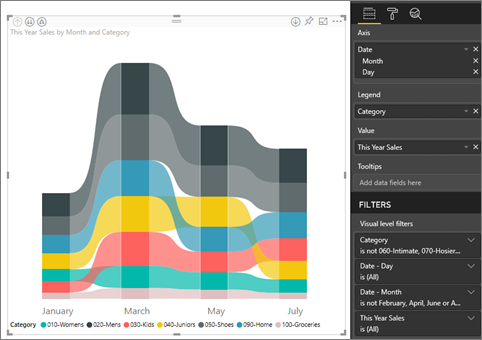 This Year Sales by Month and Category
January March May July
Category 010-Womens 020-Mens 030-Kids 040-Juniors 050-Shoes 090-Home 100-Groceries
Axis
Date
Month
Day
Legend
Category
Value
This Year Sales
Tooltips
Add data fields here
FILTERS
Visual level filters
Category
is not 060-Intimate, 070-Hosier...
Date - Day
is (All)
Date - Month
is not February, April, June or A...
This Year Sales
is (All)